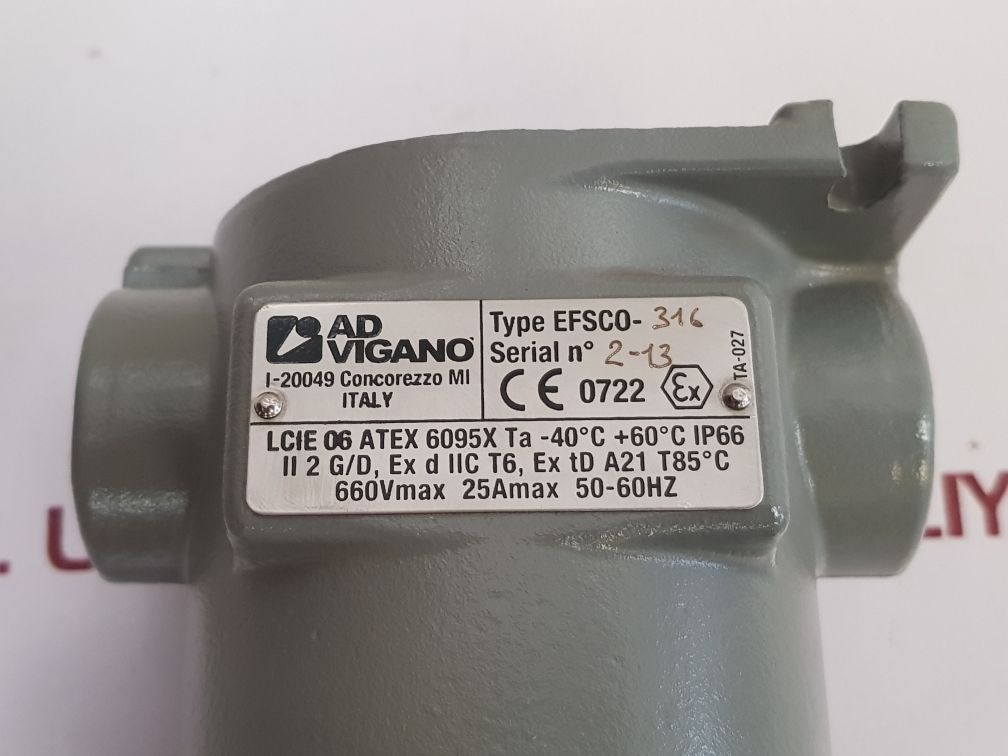 AD
VIGANO
I-20049 Concorezzo MI
ITALY
Type EFSCO- 316
Serial n° 2-13
CE 0722 Ex
TA-027
LCIE 06 ATEX 6095X Ta -40°C +60°C IP66
II 2 G/D, Ex d IIC T6, Ex tD A21 T85°C
660Vmax 25Amax 50-60HZ